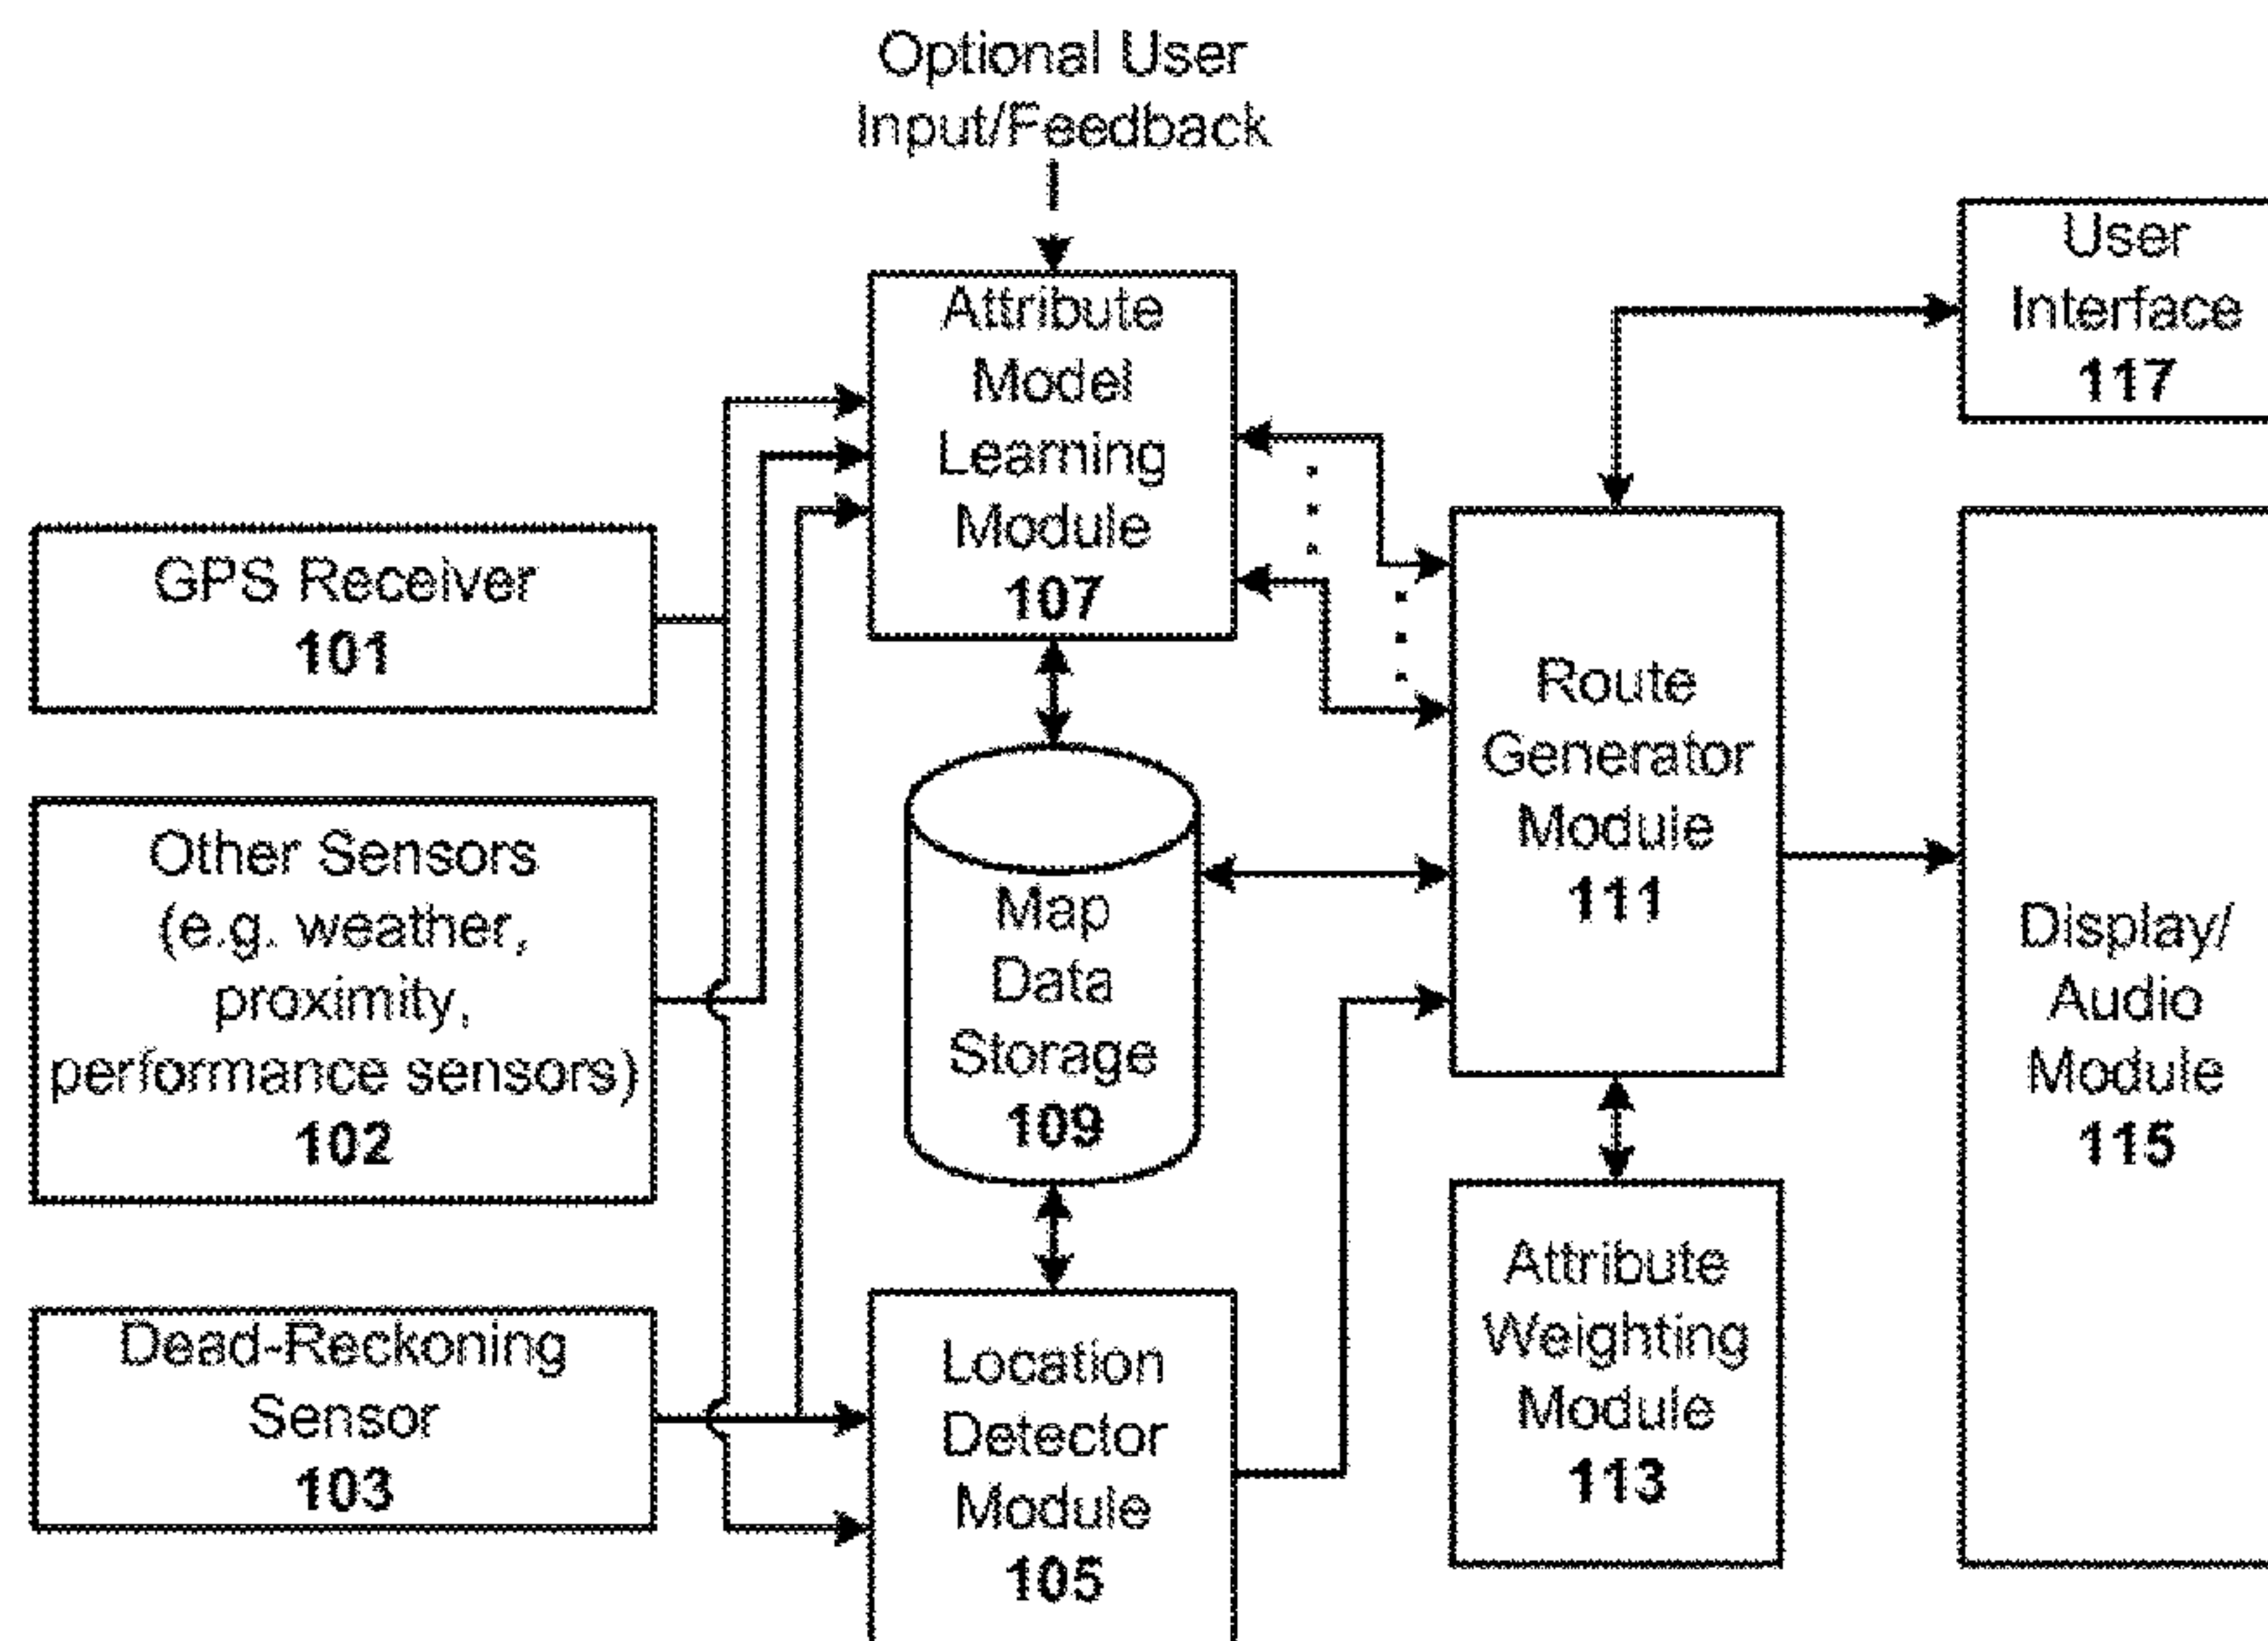 Optional User
Input/Feedback
Attribute
Model
Learning
Module
107
User
Interface
117
GPS Receiver
101
Other Sensors
(e.g. weather,
proximity,
performance sensors)
102
Dead-Reckoning
Sensor
103
Map
Data
Storage
109
Location
Detector
Module
105
Route
Generator
Module
111
Attribute
Weighting
Module
113
Display/
Audio
Module
115